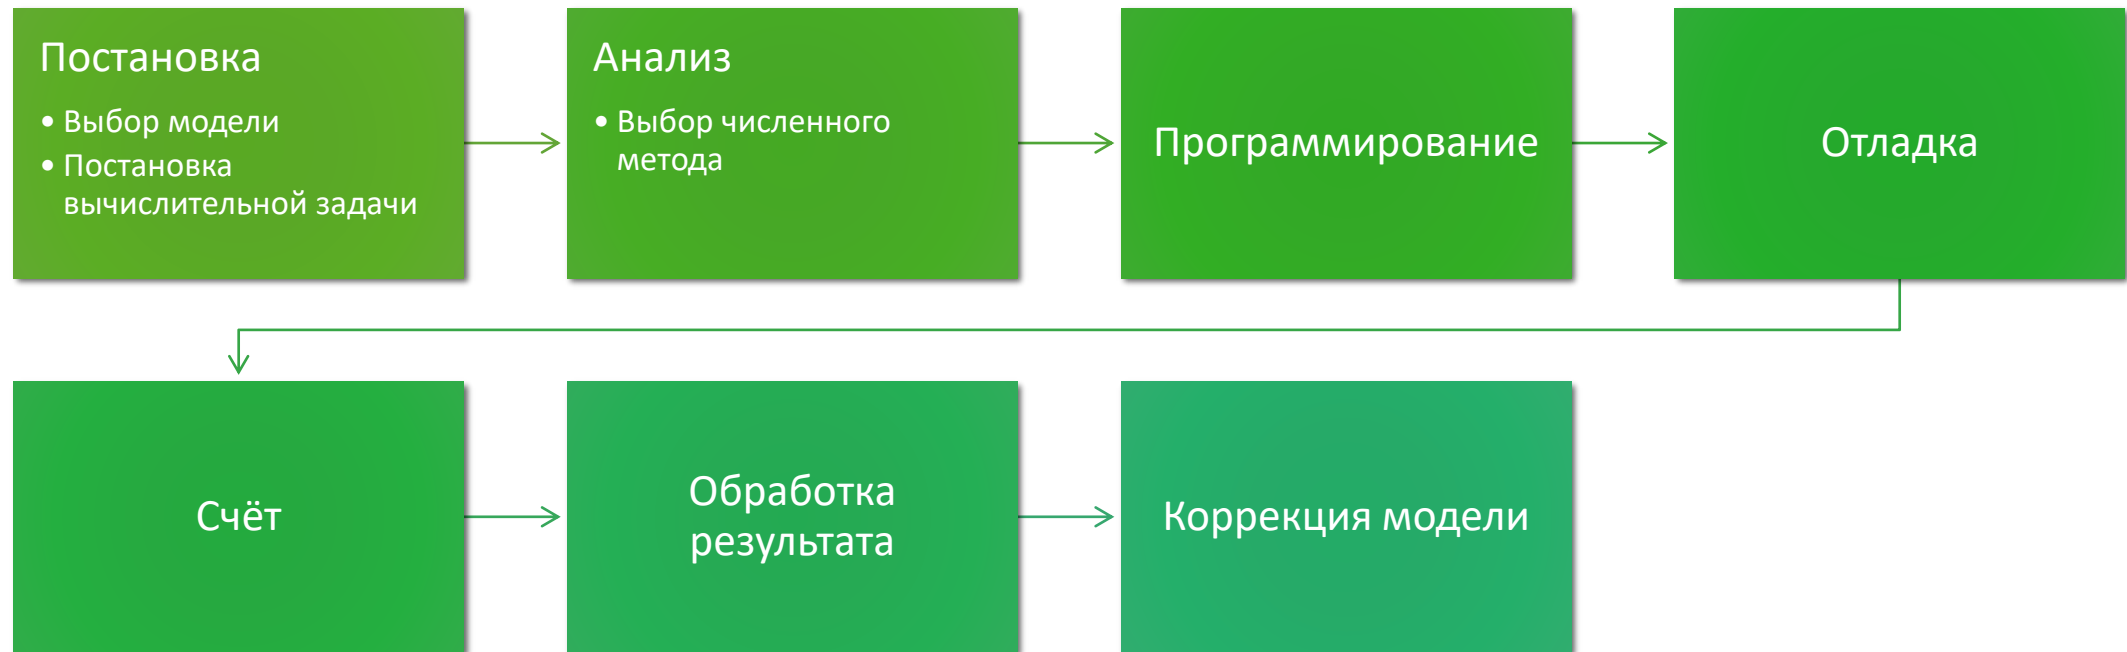 Постановка
• Выбор модели
• Постановка
вычислительной задачи
Анализ
• Выбор численного
метода
Программирование
Отладка
Счёт
Обработка
результата
Коррекция модели